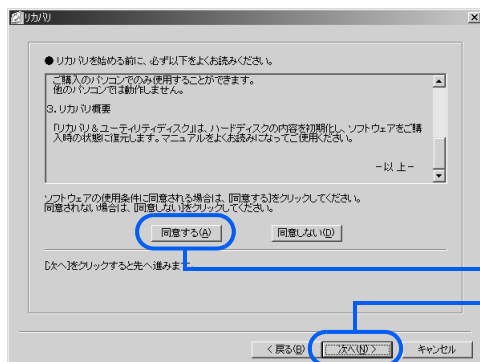 リカバリ
● リカバリを始める前に、必ず以下をよくお読みください。
ご購入のパソコンでのみ使用することができます。
他のパソコンでは動作しません。
3. リカバリ概要
『リカバリ&ユーティリティディスク』は、ハードディスクの内容を初期化し、ソフトウェアをご購
入時の状態に復元します。マニュアルをよくお読みになってご使用ください。
－以 上－
ソフトウェアの使用条件に同意される場合は、[同意する]をクリックしてください。
同意されない場合は、[同意しない]をクリックしてください。
同意する(A) 同意しない(D)
[次へ]をクリックすると先へ進みます。
< 戻る(B) 次へ(N) > キャンセル